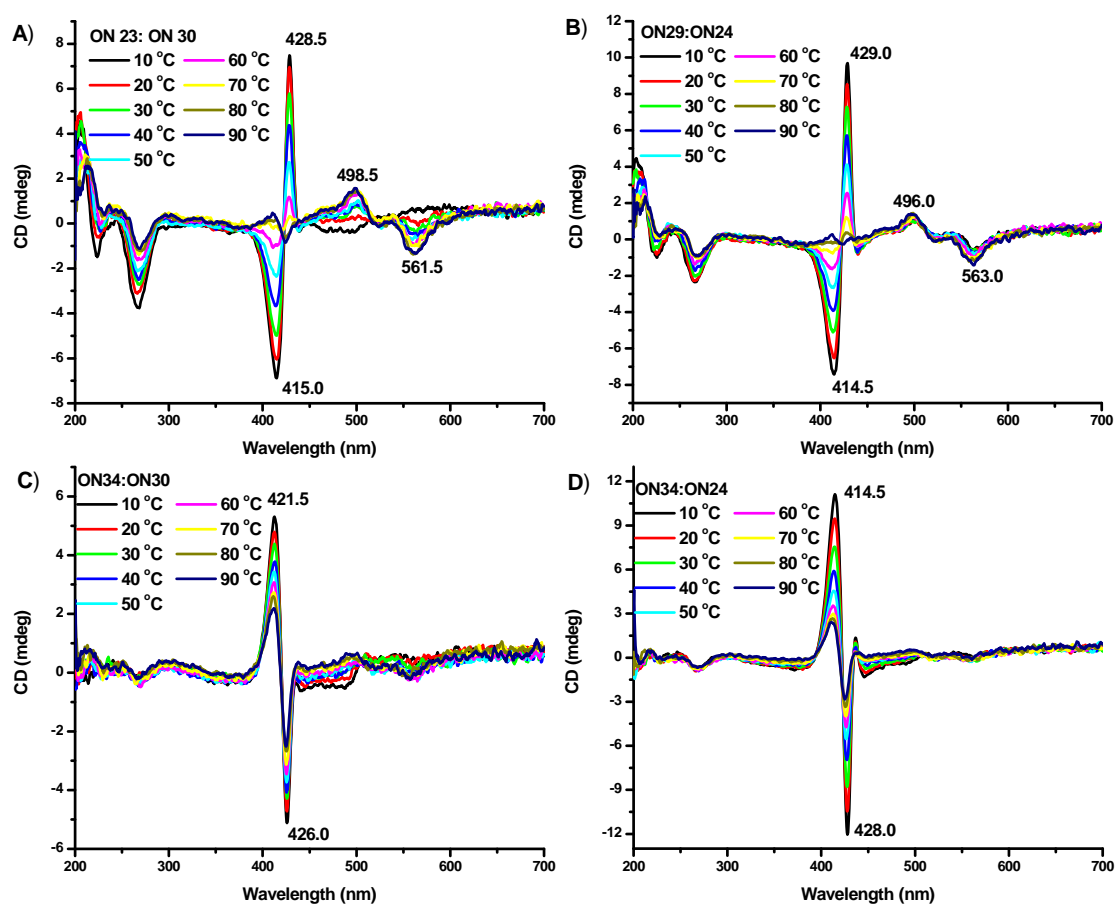 A)
ON 23: ON 30
10 °C 60 °C
20 °C 70 °C
30 °C 80 °C
40 °C 90 °C
50 °C
428.5
498.5
561.5
415.0
CD (mdeg)
8
6
4
2
0
-2
-4
-6
-8
200 300 400 500 600 700
Wavelength (nm)
B)
ON29:ON24
10 °C 60 °C
20 °C 70 °C
30 °C 80 °C
40 °C 90 °C
50 °C
429.0
496.0
563.0
414.5
CD (mdeg)
12
10
8
6
4
2
0
-2
-4
-6
-8
200 300 400 500 600 700
Wavelength (nm)
C)
ON34:ON30
10 °C 60 °C
20 °C 70 °C
30 °C 80 °C
40 °C 90 °C
50 °C
421.5
426.0
CD (mdeg)
6
4
2
0
-2
-4
-6
200 300 400 500 600 700
Wavelength (nm)
D)
ON34:ON24
10 °C 60 °C
20 °C 70 °C
30 °C 80 °C
40 °C 90 °C
50 °C
414.5
428.0
CD (mdeg)
12
9
6
3
0
-3
-6
-9
-12
200 300 400 500 600 700
Wavelength (nm)